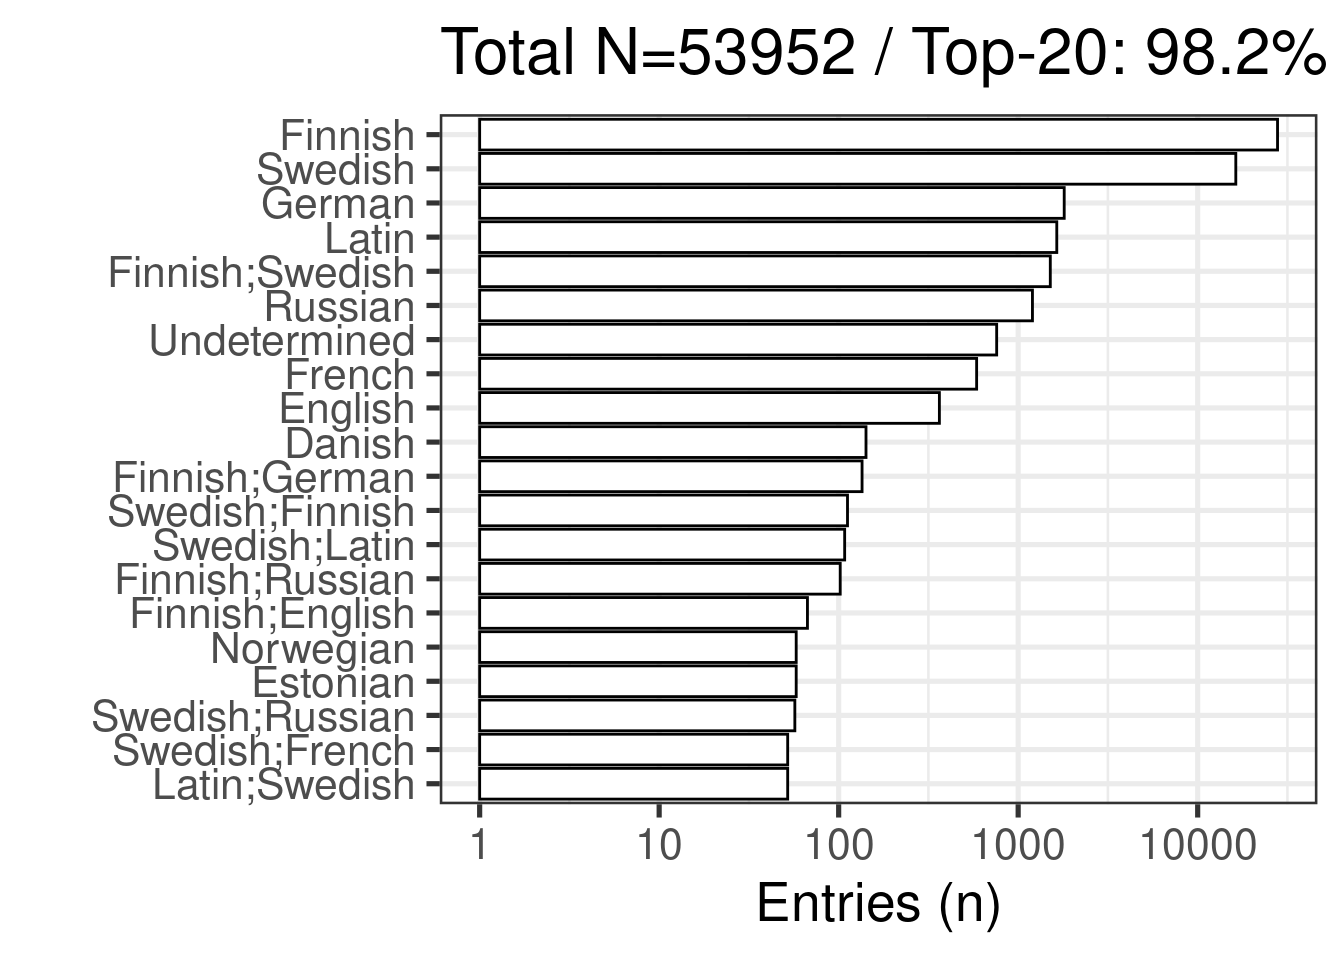 Total N=53952 / Top-20: 98.2%
Finnish
Swedish
German
Latin
Finnish;Swedish
Russian
Undetermined
French
English
Danish
Finnish;German
Swedish;Finnish
Swedish;Latin
Finnish;Russian
Finnish;English
Norwegian
Estonian
Swedish;Russian
Swedish;French
Latin;Swedish
1 10 100 1000 10000
Entries (n)